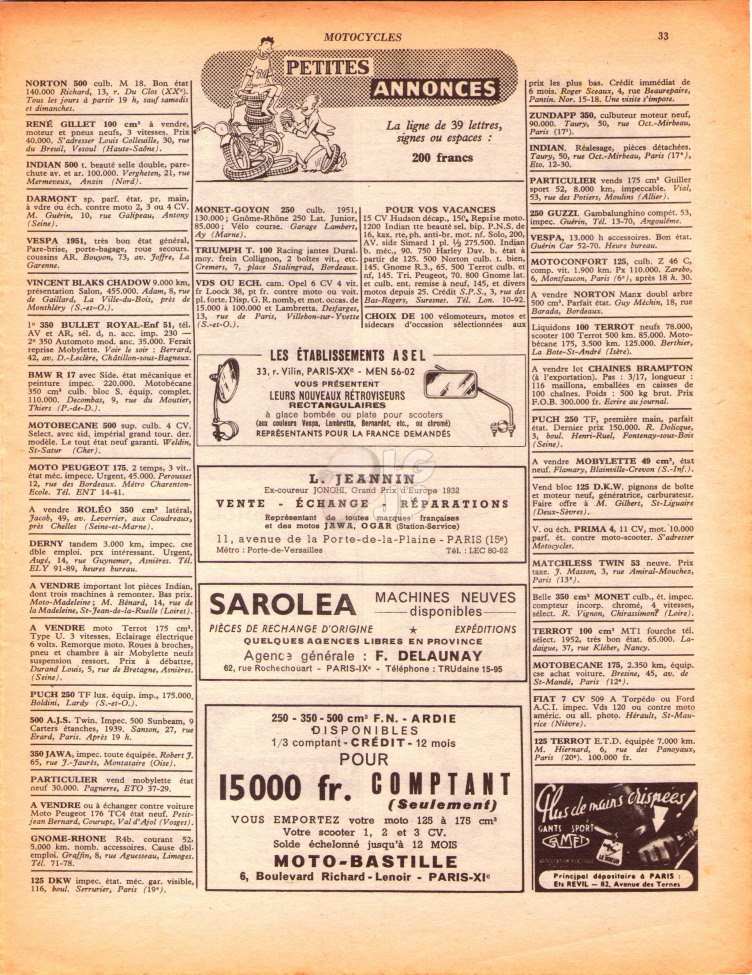 MOTOCYCLES
33
NORTON 500 culb. M 18. Bon état
140.000 Richard, 13, r. Du Clos (XXᵉ).
Tous les jours à partir 19 h, sauf samedis
et dimanches.
RENÉ GILLET 100 cm³ à vendre,
moteur et pneus neufs, 3 vitesses. Prix
40.000. S'adresser Louis Colleuille, 30, rue
du Breuil, Vesoul (Haute-Saône).
INDIAN 500 t. beauté selle double, pare-
chute av. et ar. 100.000. Vergheten, 21, rue
Mermeveux, Anzin (Nord).
DARMONT sp. parf. état, pr. main,
à vdre ou éch. contre moto 2, 3 ou 4 CV.
M. Guérin, 10, rue Galipeau, Antony
(Seine).
VESPA 1951, très bon état général,
Pare-brise, porte-bagage, roue secours.
coussins AR. Bouyon, 73, av. Joffre, La
Garenne.
VINCENT BLAKS CHADOW 9.000 km,
présentation Salon, 455.000. Adam, 8, rue
de Gaillard, La Ville-du-Bois, près de
Monthléry (S.-et-O.).
1º 350 BULLET ROYAL-Enf 51, tél.
AV et AR, sél. d, n. acc. imp. 230 —
2º 350 Automoto mod. anc. 35.000. Ferait
reprise Mobylette. Voir le soir : Berrard,
42, av. D.-Leclère, Châtillon-sous-Bagneux.
BMW R 17 avec Side. état mécanique et
peinture impec. 220.000. Motobécane
350 cm³ culb. bloc S, équip. complet.
110.000. Decombas, 9, rue du Moutier,
Thiers (P.-de-D.).
MOTOBECANE 500 sup. culb. 4 CV.
Select. avec sid, impérial grand tour. der.
modèle. Le tout état neuf garanti. Weldin,
St-Satur (Cher).
MOTO PEUGEOT 175, 2 temps, 3 vit..
état méc. impecc. Urgent, 45.000. Perousset
12, rue des Bordeaux. Métro Charenton-
Ecole. Tél. ENT 14-41.
A vendre ROLÉO 350 cm³ latéral,
Jacob, 49, av. Leverrier, aux Coudreaux,
près Chelles (Seine-et-Marne).
DERNY tandem 3.000 km, impec. cse
dble emploi. prx intéressant. Urgent,
Augé, 14, rue Guynemer, Asnières. Tél.
ELY 91-89, heures bureau.
A VENDRE important lot pièces Indian,
dont trois machines à remonter. Bas prix.
Moto-Madeleine ; M. Bénard, 14, rue de
la Madeleine, St-Jean-de-la-Ruelle (Loiret).
A VENDRE moto Terrot 175 cm³.
Type U. 3 vitesses. Eclairage électrique
6 volts. Remorque moto. Roues à broches,
pneu et chambre à air Mobylette neufs
suspension ressort. Prix à débattre,
Durand Louis, 5, rue de Bretagne, Asnières.
(Seine).
PUCH 250 TF lux. équip. imp., 175.000,
Boldini, Lardy (S.-et-O.).
500 A.J.S. Twin. Impec. 500 Sunbeam, 9
Carters étanches, 1939. Sanson, 27, rue
Erard, Paris. Après 19 h.
350 JAWA, impec. toute équipée. Robert J.
65, rue J.-Jaurès, Montataire (Oise).
PARTICULIER vend mobylette état
neuf 30.000. Pagnerre, ETO 37-29.
A VENDRE ou à échanger contre voiture
Moto Peugeot 176 TC4 état neuf. Petit-
jean Bernard, Courupt, Val d'Ajol (Vosges).
GNOME-RHONE R4b. courant 52,
5.000 km. nomb. accessoires. Cause dbl-
emploi. Graffin, 8, rue Aguesseau, Limoges.
Tél. 71-78.
125 DKW impec. état. méc. gar. visible,
116, boul. Serrurier, Paris (19ᵉ).
PETITES
ANNONCES
La ligne de 39 lettres,
signes ou espaces :
200 francs
MONET-GOYON 250 culb. 1951,
130.000 ; Gnôme-Rhône 250 Lat. Junior,
85.000 ; Vélo course. Garage Lambert,
Ay (Marne).
TRIUMPH T. 100 Racing jantes Dural.
moy. frein Collignon, 2 boîtes vit., etc.
Cremers, 7, place Stalingrad, Bordeaux.
VDS OU ECH. cam. Opel 6 CV 4 vit.
fr Loock 38, pt fr. contre moto ou voit.
pl. forte. Disp. G. R. nomb, et mot. occas. de
15.000 à 100.000 et Lambretta. Desfarges,
13, rue de Paris, Villebon-sur-Yvette
(S.-et-O.).
POUR VOS VACANCES
15 CV Hudson décap., 150, Reprise moto.
1200 Indian tte beauté sel. bip. P.N.S. de
16, kax. rte, ph. anti-br. mot. nf. Solo, 200,
AV. side Simard 1 pl. ½ 275.500. Indian
b. méc., 90. 750 Harley Dav. b. état à
partir de 125. 500 Norton culb. t. bien,
145. Gnome R.3., 65. 500 Terrot culb. et
nf, 145. Tri. Peugeot, 70. 800 Gnome lat.
et culb. ent. remise à neuf, 145, et divers
motos depuis 25. Crédit S.P.S., 3, rue des
Bas-Rogers, Suresnes. Tél. Lon. 10-92.
CHOIX DE 100 vélomoteurs, motos et
sidecars d'occasion sélectionnées aux
LES ÉTABLISSEMENTS ASEL
33, r. Vilin, PARIS-XXᵉ - MEN 56-02
VOUS PRÉSENTENT
LEURS NOUVEAUX RÉTROVISEURS
RECTANGULAIRES
à glace bombée ou plate pour scooters
(aux couleurs Vespa, Lambretta, Bernardet, etc., ou chromé)
REPRÉSENTANTS POUR LA FRANCE DEMANDÉS
L. JEANNIN
Ex-coureur JONGHI, Grand Prix d'Europe 1932
VENTE - ÉCHANGE - RÉPARATIONS
Représentant de toutes marques françaises
et des motos JAWA, OGAR (Station-Service)
11, avenue de la Porte-de-la-Plaine - PARIS (15ᵉ)
Métro : Porte-de-Versailles Tél. : LEC 80-62
SAROLEA
MACHINES NEUVES
disponibles
PIÈCES DE RECHANGE D'ORIGINE ★ EXPÉDITIONS
QUELQUES AGENCES LIBRES EN PROVINCE
Agence générale : F. DELAUNAY
62, rue Rochechouart - PARIS-IXᵉ - Téléphone : TRUdaine 15-95
250 - 350 - 500 cm³ F.N. - ARDIE
DISPONIBLES
1/3 comptant - CRÉDIT - 12 mois
POUR
15000 fr. COMPTANT
(Seulement)
VOUS EMPORTEZ votre moto 125 à 175 cm³
Votre scooter 1, 2 et 3 CV.
Solde échelonné jusqu'à 12 MOIS
MOTO-BASTILLE
6, Boulevard Richard-Lenoir - PARIS-XIᵉ
prix les plus bas. Crédit immédiat de
6 mois. Roger Sceaux, 4, rue Beaurepaire,
Pantin. Nor. 15-18. Une visite s'impose.
ZUNDAPP 350, culbuteur moteur neuf,
90.000. Taury, 50, rue Oct.-Mirbeau,
Paris (17ᵉ).
INDIAN. Réalesage, pièces détachées.
Taury, 50, rue Oct.-Mirbeau, Paris (17ᵉ),
Eto. 12-30.
PARTICULIER vends 175 cm³ Guiller
sport 52, 8.000 km, impeccable. Vial,
53, rue des Potiers, Moulins (Allier).
250 GUZZI. Gambalunghino compét. 53,
impec. Guérin, Tél. 13-70, Angoulême.
VESPA, 13.000 h accessoires. Bon état.
Guérin Car 52-70. Heure bureau.
MOTOCONFORT 125, culb. Z 46 C,
comp. vit. 1.900 km. Px 110.000. Zarebo,
6, Montfaucon, Paris (6ᵉ), après 18 h. 30.
A vendre NORTON Manx doubl arbre
500 cm³. Parfait état. Guy Méchin, 18, rue
Barada, Bordeaux.
Liquidons 100 TERROT neufs 78.000,
scooter 100 Terrot 500 km. 85.000. Moto-
bécane 175, 3.500 km. 125.000. Berthier,
La Bote-St-André (Isère).
A vendre lot CHAINES BRAMPTON
(à l'exportation). Pas : 3/17, longueur :
116 maillons, emballées en caisses de
100 chaînes. Poids : 500 kg brut. Prix
F.O.B. 300.000 fr. Ecrire au journal.
PUCH 250 TF, première main, parfait
état. Dernier prix 150.000. R. Dolicque,
3, boul. Henri-Ruel, Fontenay-sous-Bois
(Seine).
A vendre MOBYLETTE 49 cm³, état
neuf. Flamary, Blainville-Crevon (S.-Inf.).
Vend bloc 125 D.K.W. pignons de boîte
et moteur neuf, génératrice, carburateur.
Faire offre à M. Gilbert, St-Liguaire
(Deux-Sèvres).
V. ou éch. PRIMA 4, 11 CV, mot. 10.000
parf. ét. contre moto-scooter. S'adresser
Motocycles.
MATCHLESS TWIN 53 neuve. Prix
taxe. J. Masson, 3, rue Amiral-Mouchez,
Paris (13ᵉ).
Belle 350 cm³ MONET culb., ét. impec.
compteur incorp. chromé, 4 vitesses,
sélect. R. Vignon, Chirassimont (Loire).
TERROT 100 cm³ MT1 fourche tél.
sélect. 1952, très bon état. 65.000. La-
daigue, 37, rue Kléber, Nancy.
MOTOBECANE 175, 2.350 km, équip.
cse achat voiture. Bresine, 45, av. de
St-Mandé, Paris (12ᵉ).
FIAT 7 CV 509 A Torpédo ou Ford
A.C.I. impec. Vds 120 ou contre moto
améric. ou all. photo. Hérault, St-Mau-
rice (Nièvre).
125 TERROT E.T.D. équipée 7.000 km.
M. Hiernard, 6, rue des Panoyaux,
Paris (20ᵉ). 100.000 fr.
Plus de mains crispées!
GANTS SPORT
GAMET
Principal dépositaire à PARIS :
Ets REVIL — 82, Avenue des Ternes